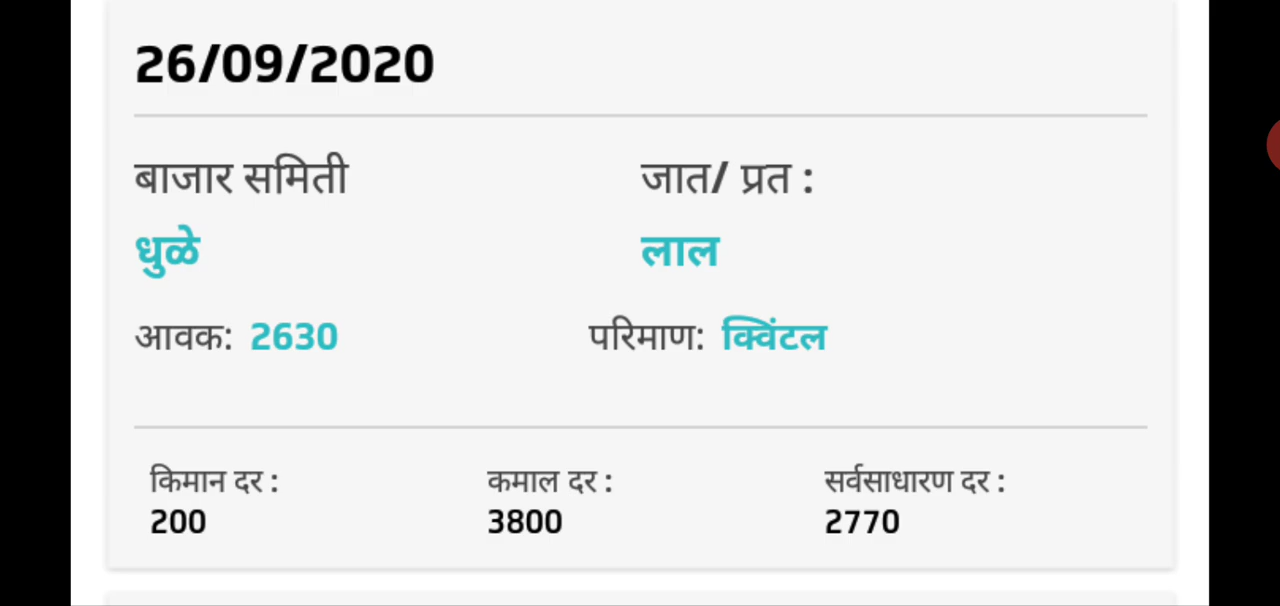 26/09/2020
बाजार समिती जात/ प्रत :
धुळे लाल
आवक: 2630 परिमाण: क्विंटल
किमान दर : कमाल दर : सर्वसाधारण दर :
200 3800 2770